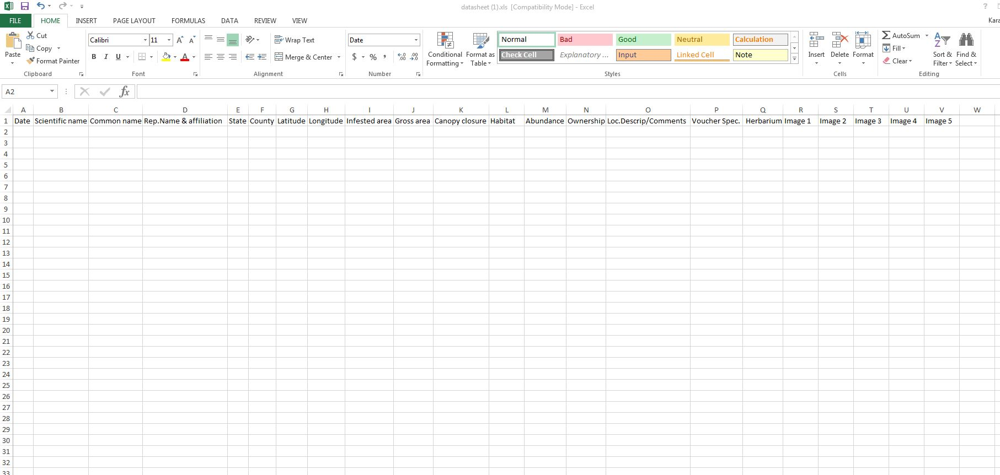 datasheet (1).xls [Compatibility Mode] - Excel
?
FILE HOME INSERT PAGE LAYOUT FORMULAS DATA REVIEW VIEW
Kara
Paste
Cut
Copy
Format Painter
Clipboard
Calibri 11 A A
B I U A
Font
Wrap Text
Merge & Center
Alignment
Date
$ % , .00 .00
Number
Conditional Formatting
Format as Table
Normal Bad Good Neutral Calculation
Check Cell Explanatory ... Input Linked Cell Note
Styles
Insert Delete Format
Cells
AutoSum
Fill
Clear
Sort & Filter
Find & Select
Editing
A2 fx
A B C D E F G H I J K L M N O P Q R S T U V W
1 Date Scientific name Common name Rep.Name & affiliation State County Latitude Longitude Infested area Gross area Canopy closure Habitat Abundance Ownership Loc.Descrip/Comments Voucher Spec. Herbarium Image 1 Image 2 Image 3 Image 4 Image 5
2
3
4
5
6
7
8
9
10
11
12
13
14
15
16
17
18
19
20
21
22
23
24
25
26
27
28
29
30
31
32
33